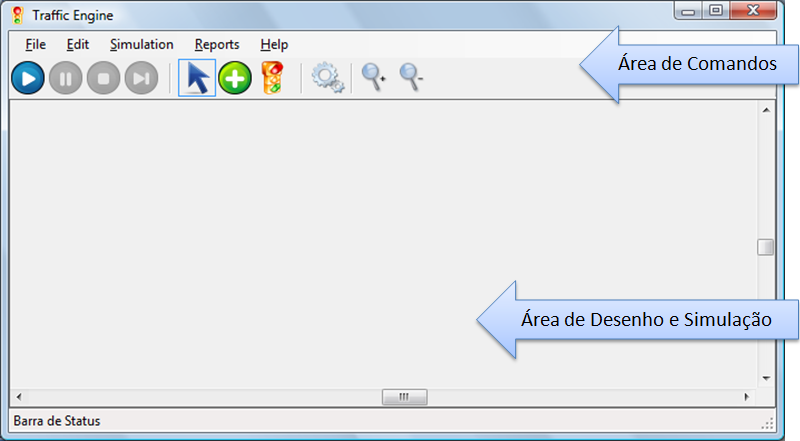 Traffic Engine
File Edit Simulation Reports Help
Área de Comandos
Área de Desenho e Simulação
Barra de Status